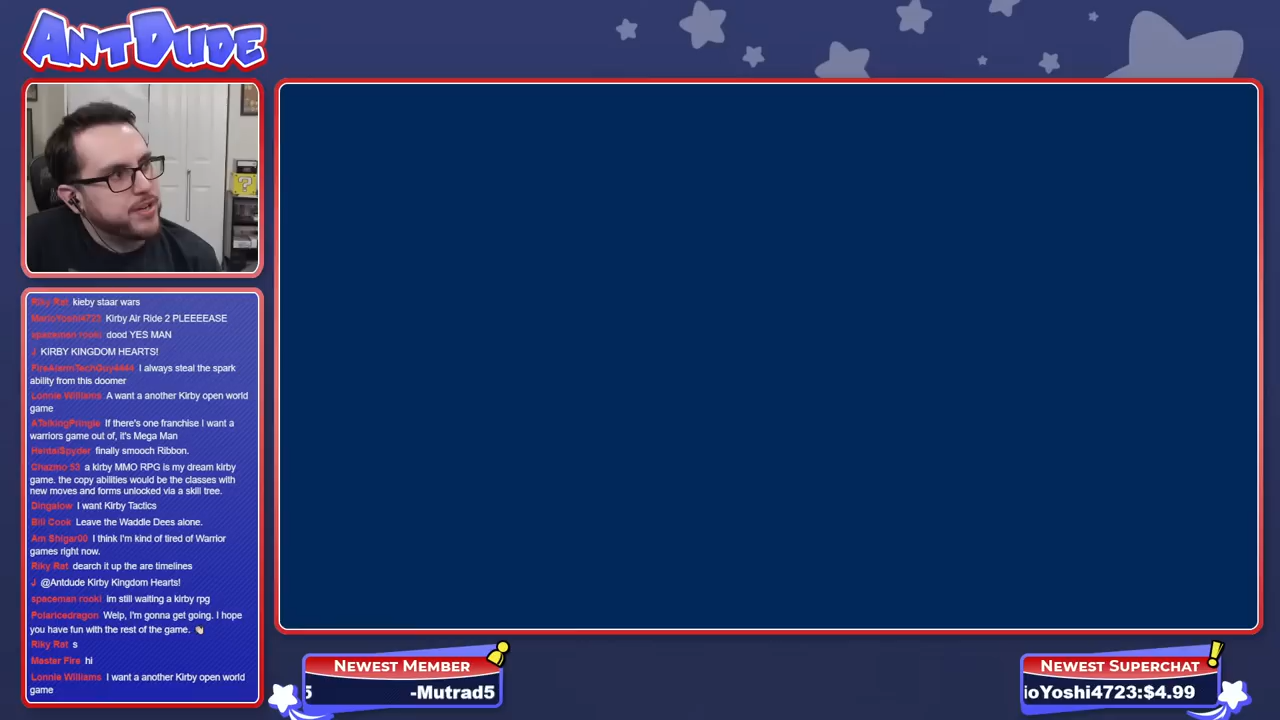 ANTDUDE
Riky Rat kieby staar wars
MarioYoshi4723 Kirby Air Ride 2 PLEEEEASE
spaceman rooki dood YES MAN
J KIRBY KINGDOM HEARTS!
FireAlarmTechGuy4444 I always steal the spark
ability from this doomer
Lonnie Williams A want a another Kirby open world
game
ATalkingPringle If there's one franchise I want a
warriors game out of, it's Mega Man
HentaiSpyder finally smooch Ribbon.
Chazmo 53 a kirby MMO RPG is my dream kirby
game. the copy abilities would be the classes with
new moves and forms unlocked via a skill tree.
Dingalow I want Kirby Tactics
Bill Cook Leave the Waddle Dees alone.
Am Shigar00 I think I'm kind of tired of Warrior
games right now.
Riky Rat dearch it up the are timelines
J @Antdude Kirby Kingdom Hearts!
spaceman rooki im still waiting a kirby rpg
Polaricedragon Welp, I'm gonna get going. I hope
you have fun with the rest of the game. 👋
Riky Rat s
Master Fire hi
Lonnie Williams I want a another Kirby open world
game
NEWEST MEMBER
5 -Mutrad5
NEWEST SUPERCHAT
ioYoshi4723:$4.99